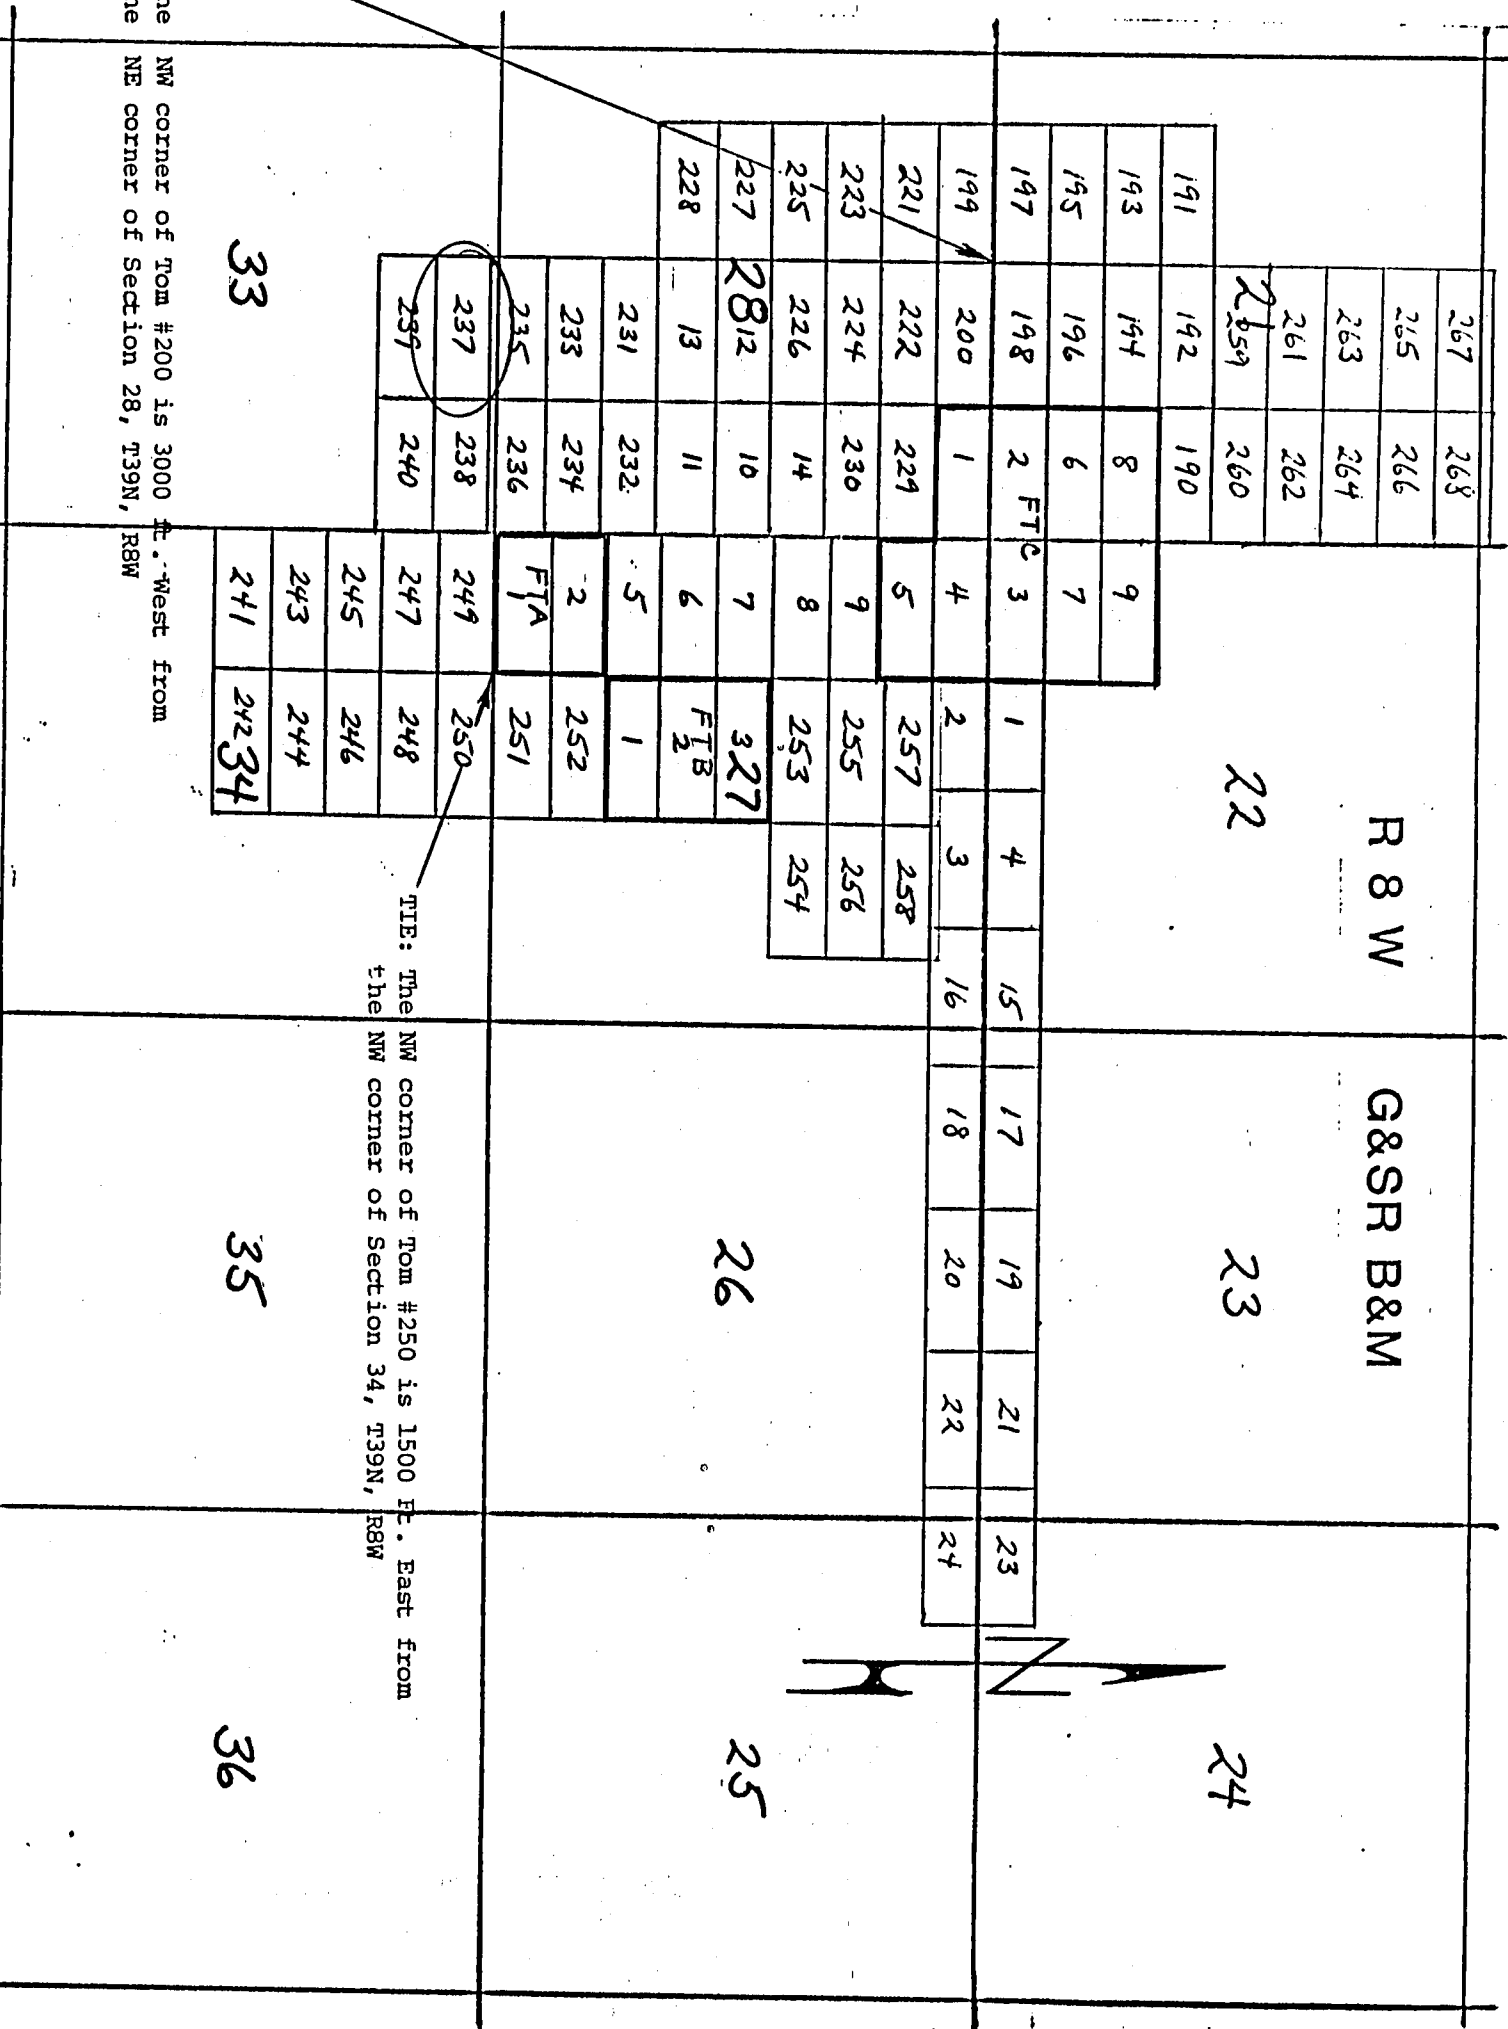 267 268
265 266
R 8 W G&SR B&M
263 264
261 262
21 259 260 22 23 24
191 192 190
193 194 8 9
195 196 6 7
197 198 2 FTC 3 1 4 15 17 19 21 23 N
199 200 1 4 2 3 16 18 20 22 24
221 222 229 5 257 258
223 224 230 9 255 256
225 226 14 8 253 254
227 28 12 10 7 3 27 26 25
228 13 11 6 FTB 2
231 232 5 1
233 234 2 252
235 236 FTA 1 251
237 238 249 250
239 240 247 248
TIE: The NW corner of Tom #250 is 1500 Ft. East from
the NW corner of Section 34, T39N, R8W
245 246
243 244
33 241 242 34 35 36
NW corner of Tom #200 is 3000 ft. West from
NE corner of Section 28, T39N, R8W